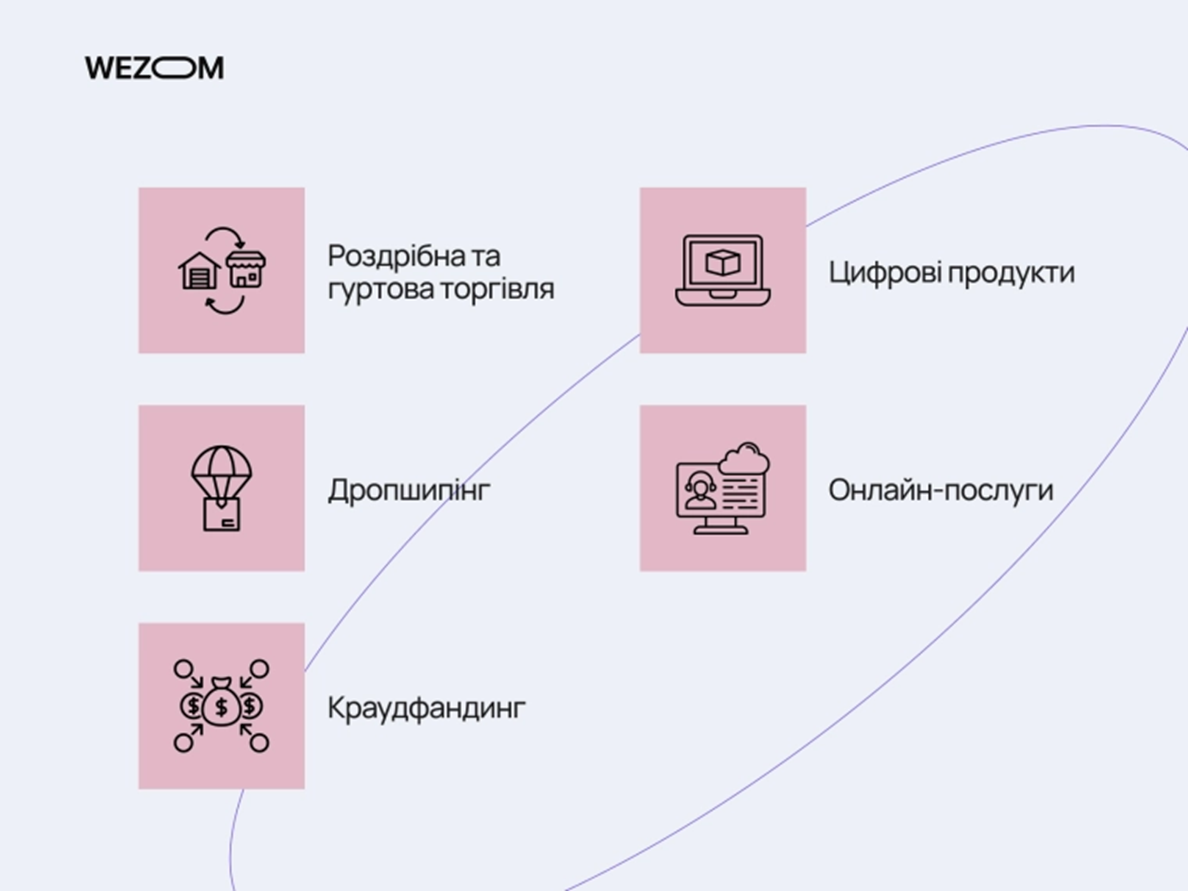 WEZOM
Роздрібна та
гуртова торгівля
Цифрові продукти
Дропшипінг
Онлайн-послуги
Краудфандинг